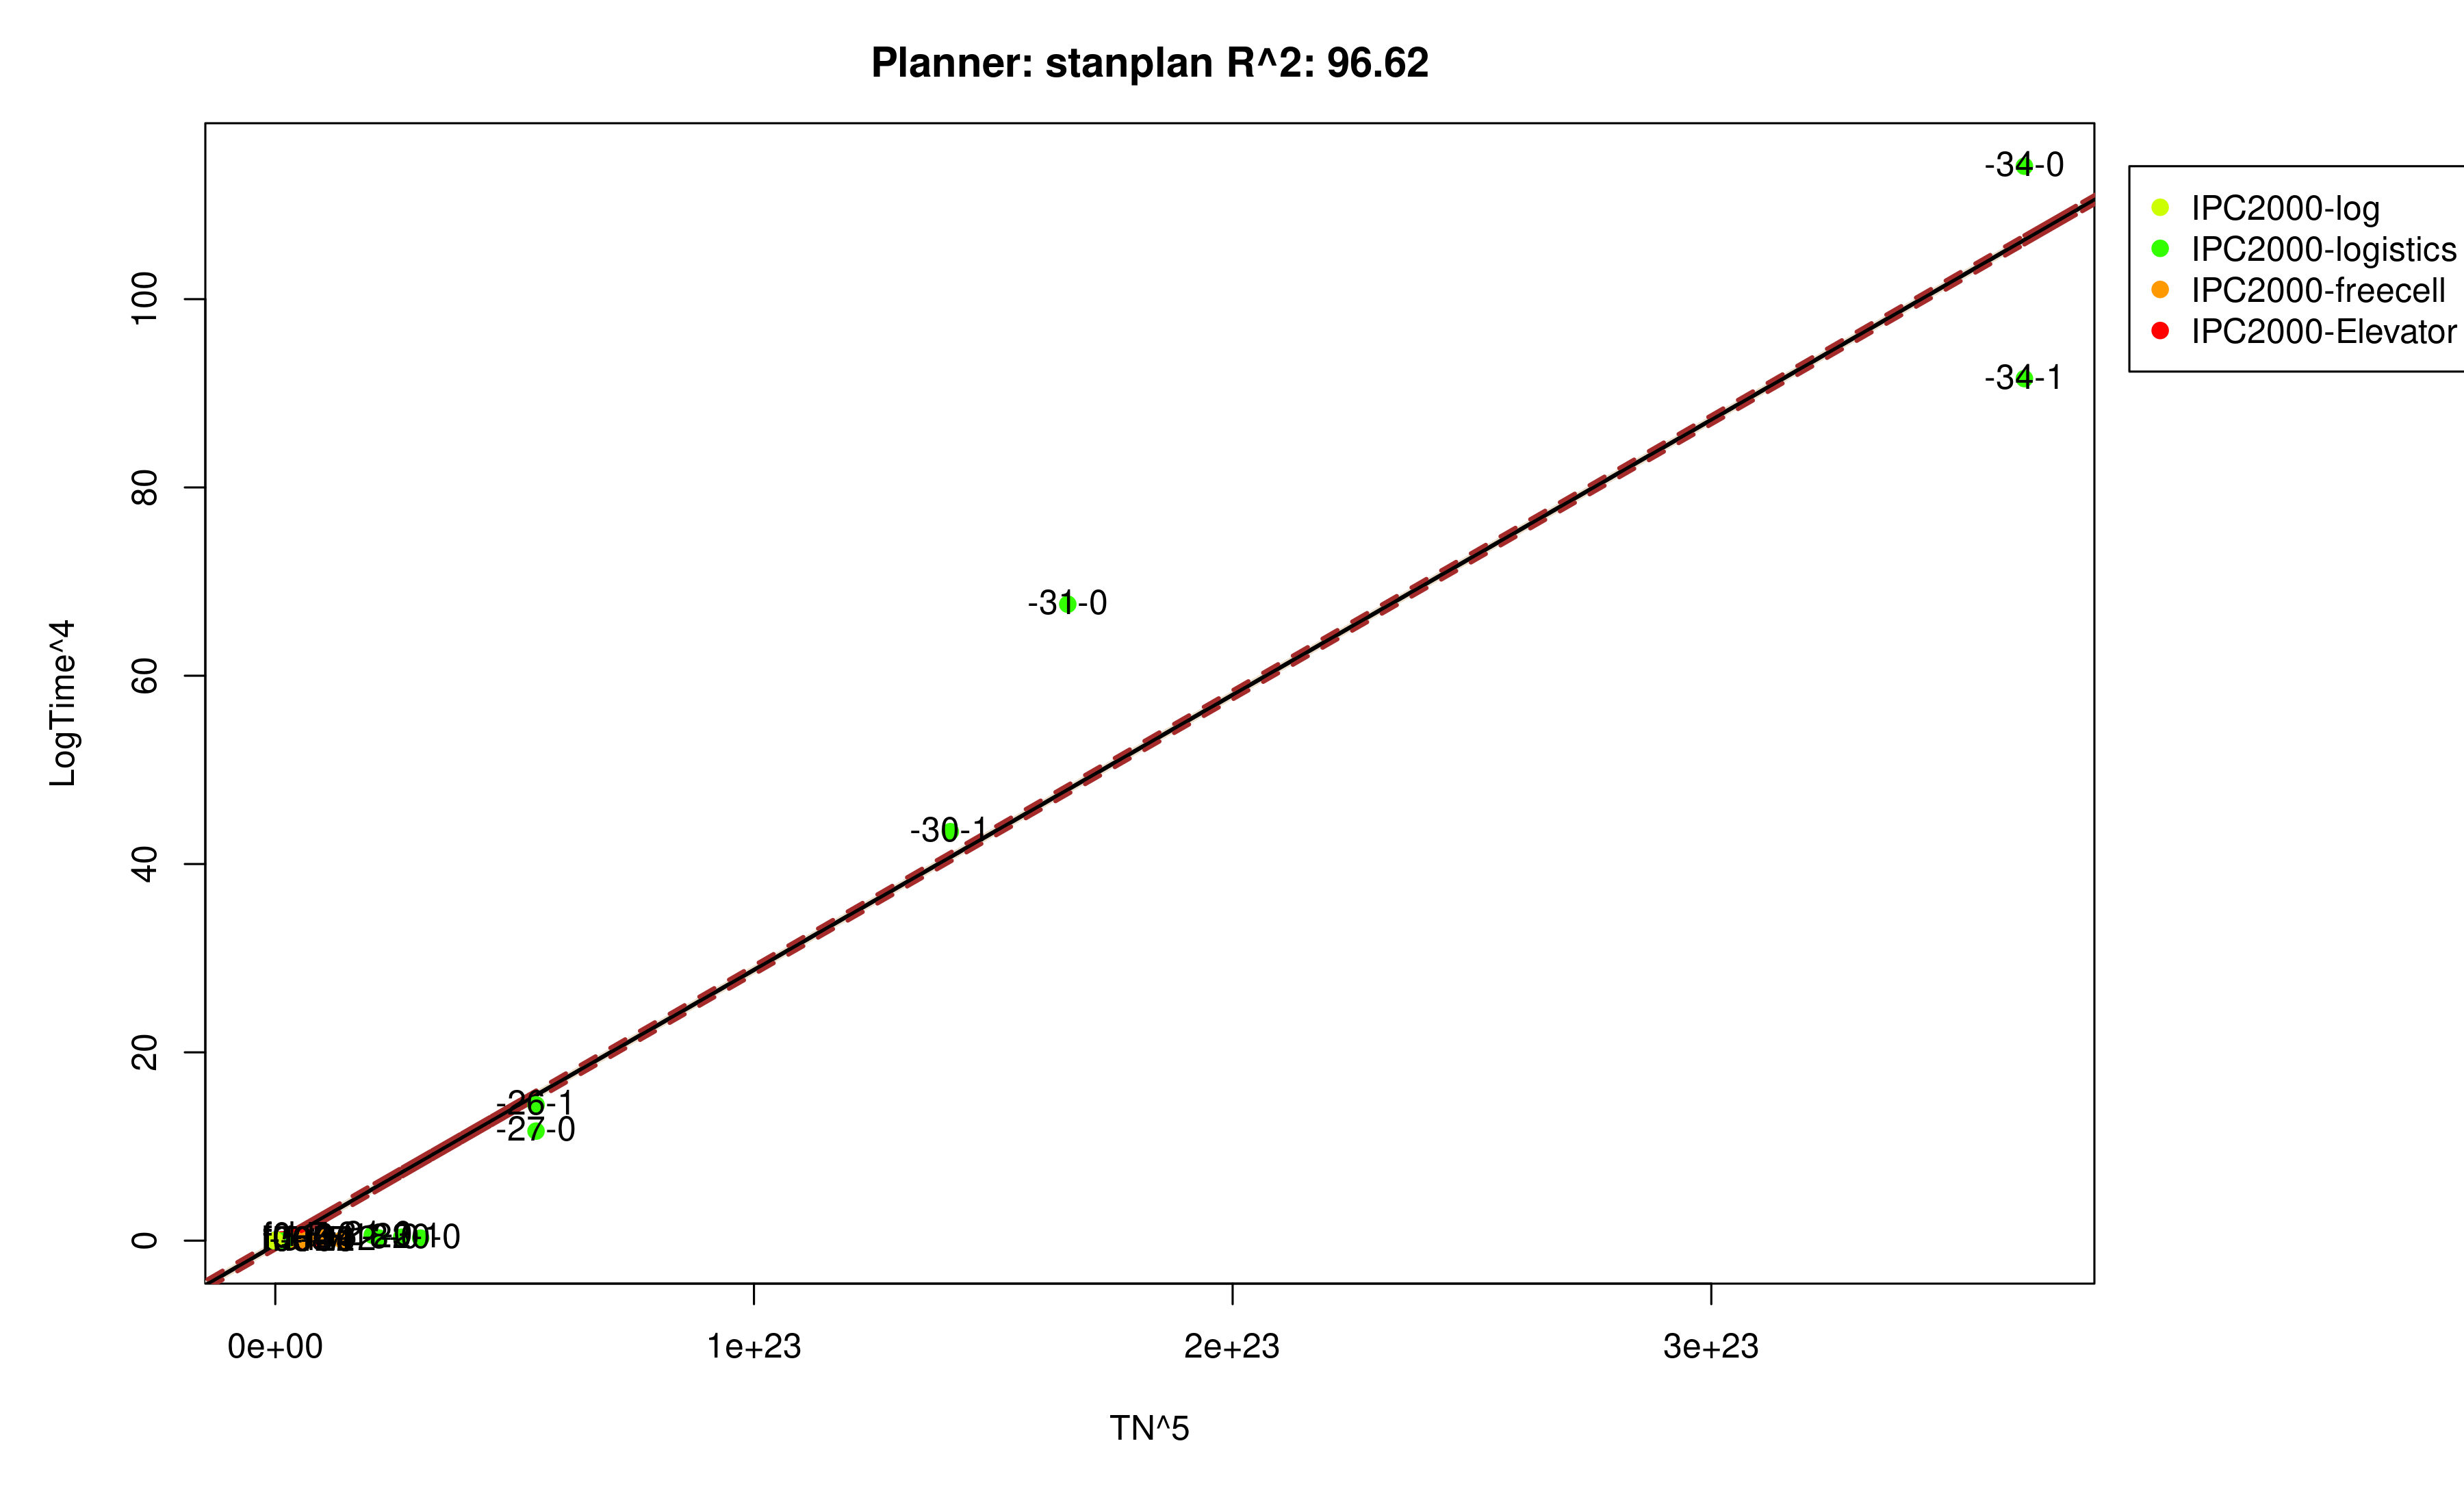 Planner: stanplan R^2: 96.62
-34-0
IPC2000-log
IPC2000-logistics
IPC2000-freecell
IPC2000-Elevator
-34-1
-31-0
-30-1
-26-1
-27-0
LogTime^4
0
20
40
60
80
100
0e+00
1e+23
2e+23
3e+23
TN^5